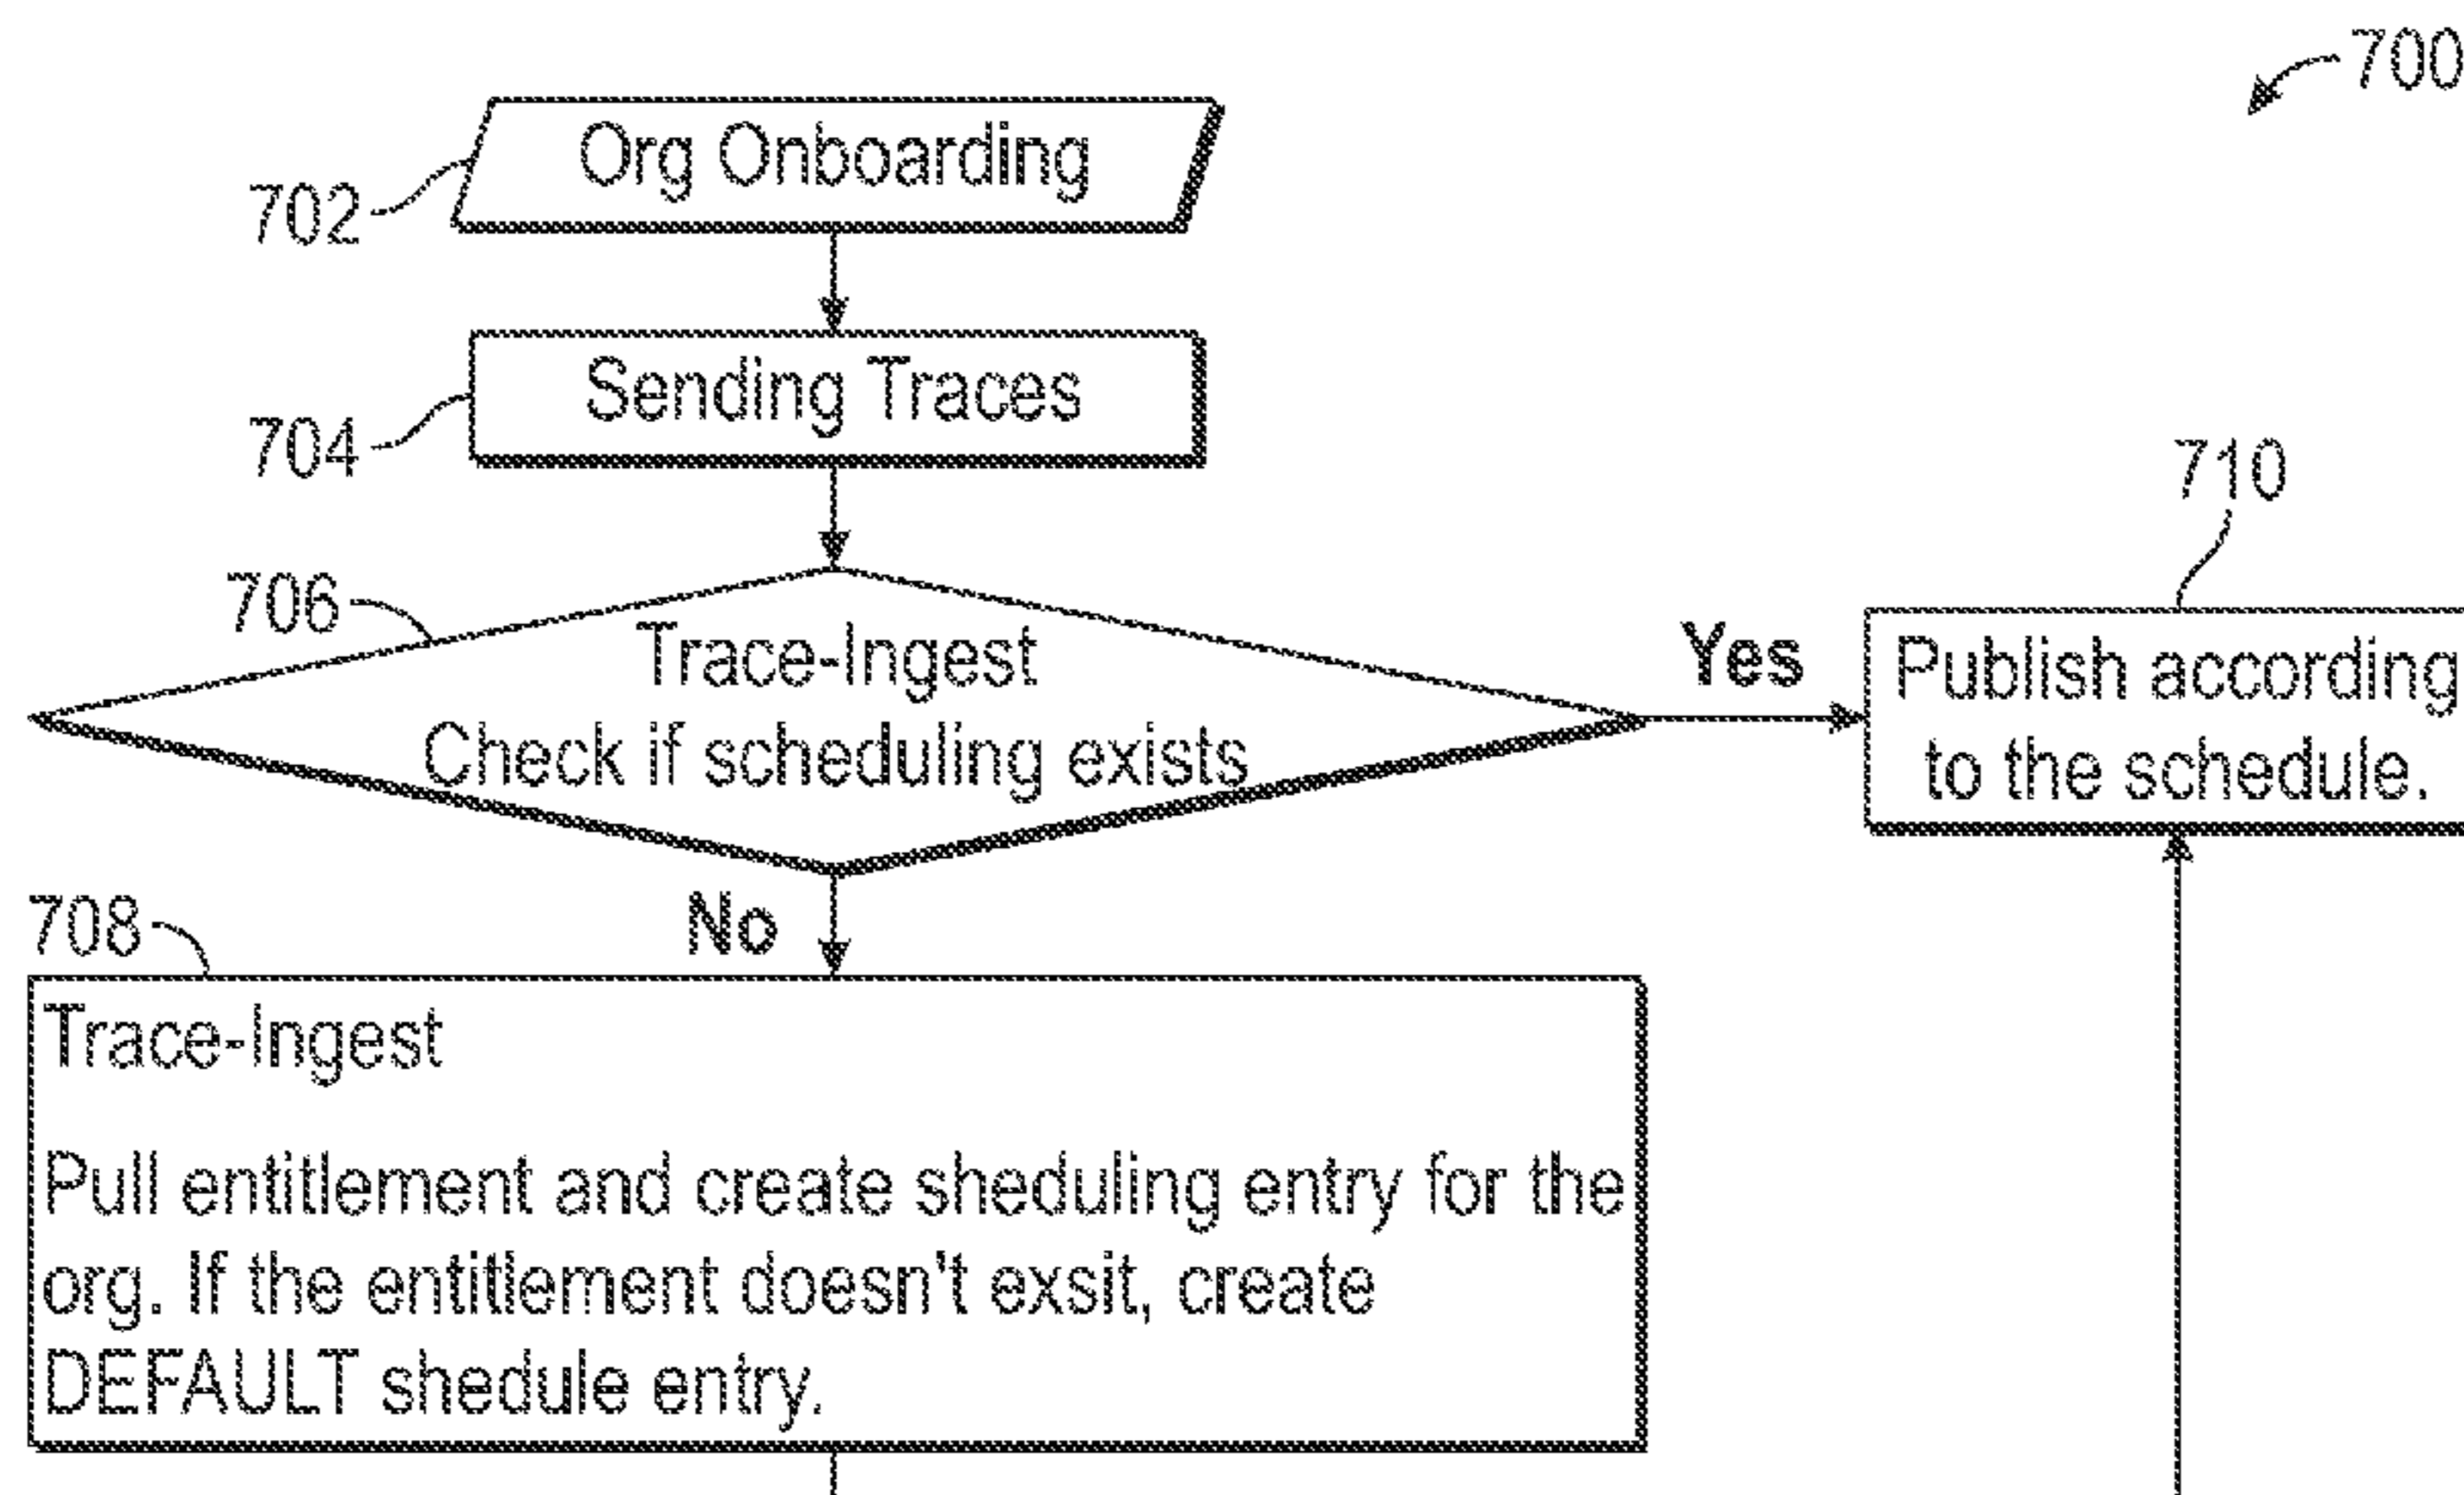 700
Org Onboarding
702
Sending Traces
704
710
706
Trace-Ingest
Check if scheduling exists
Yes
Publish according
to the schedule.
No
708
Trace-Ingest
Pull entitlement and create sheduling entry for the
org. If the entitlement doesn't exsit, create
DEFAULT shedule entry.